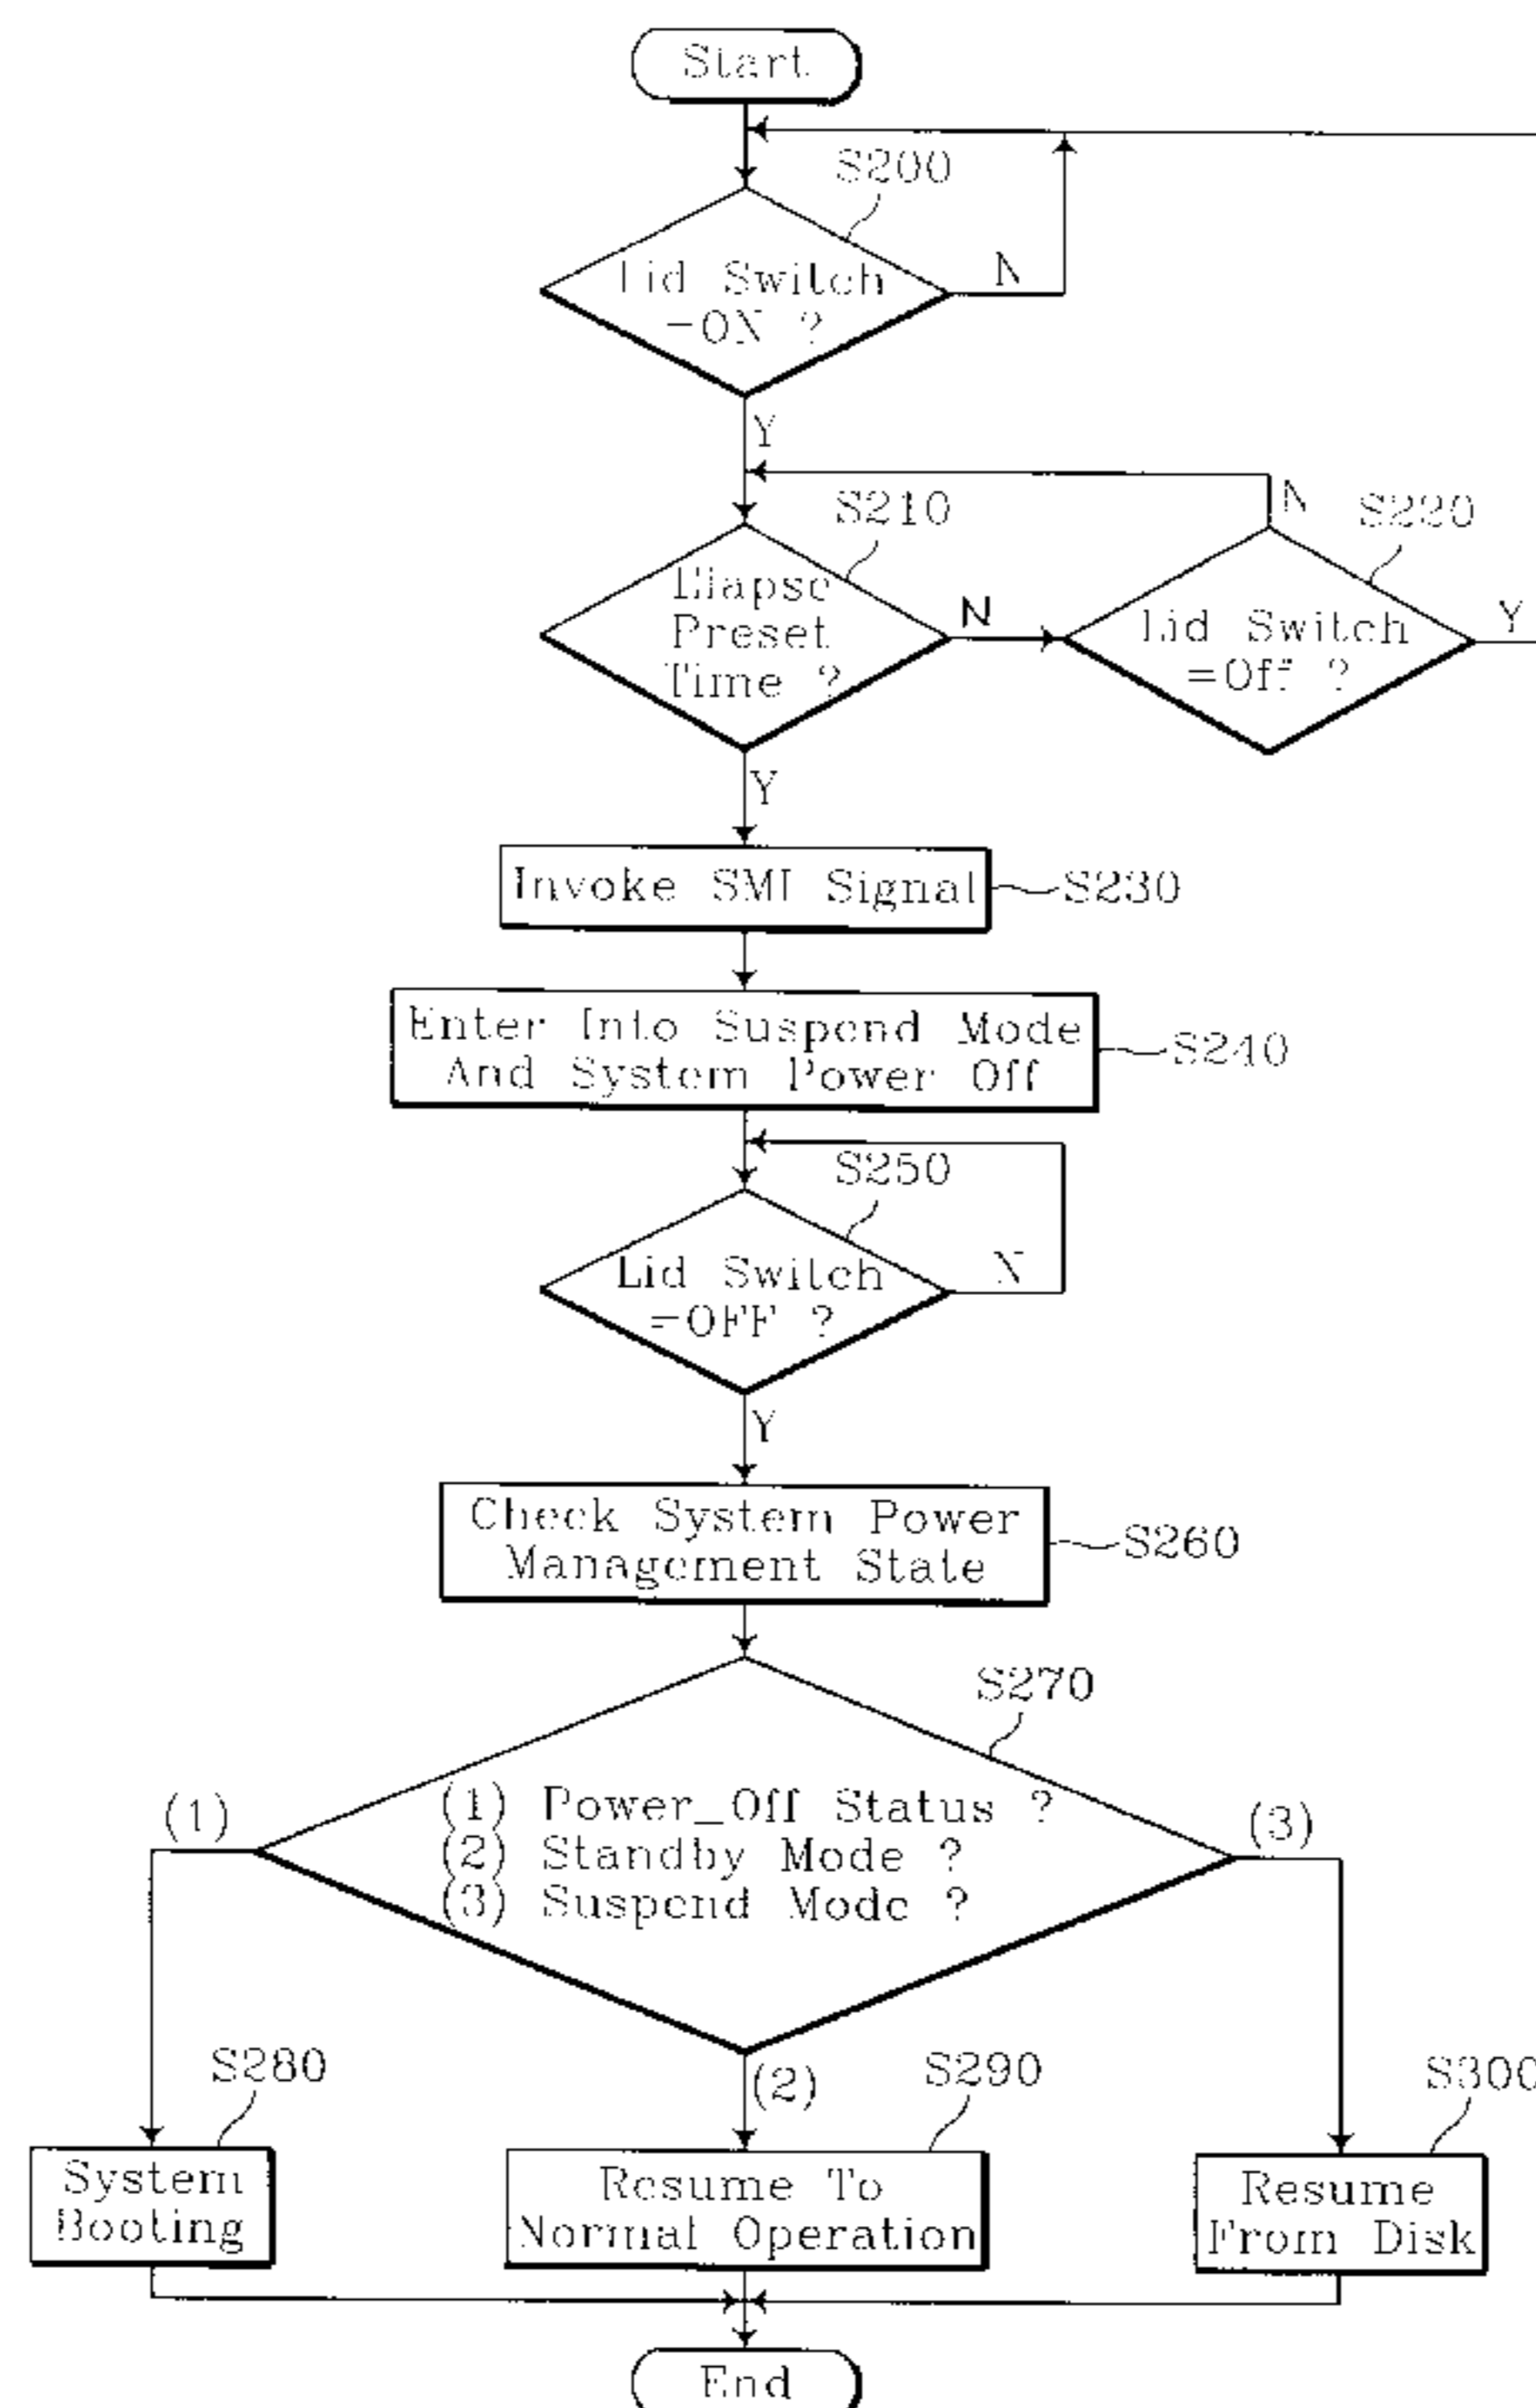 Start
S200
Lid Switch
=ON ?
N
Y
S210
Elapse
Preset
Time ?
N
N
S220
Lid Switch
=Off ?
Y
Y
Invoke SMI Signal
S230
Enter Into Suspend Mode
And System Power Off
S240
S250
Lid Switch
=OFF ?
N
Y
Check System Power
Management State
S260
S270
(1) Power_Off Status ?
(2) Standby Mode ?
(3) Suspend Mode ?
(1)
(3)
(2)
S280
System
Booting
S290
Resume To
Normal Operation
S300
Resume
From Disk
End